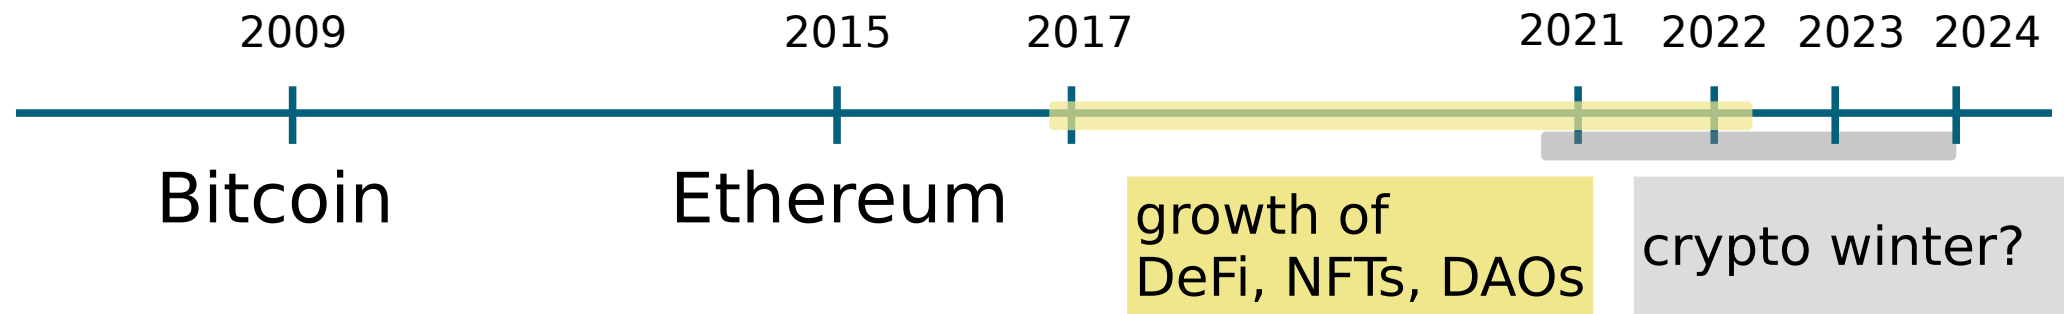 2009 2015 2017 2021 2022 2023 2024
Bitcoin
Ethereum
growth of
DeFi, NFTs, DAOs
crypto winter?